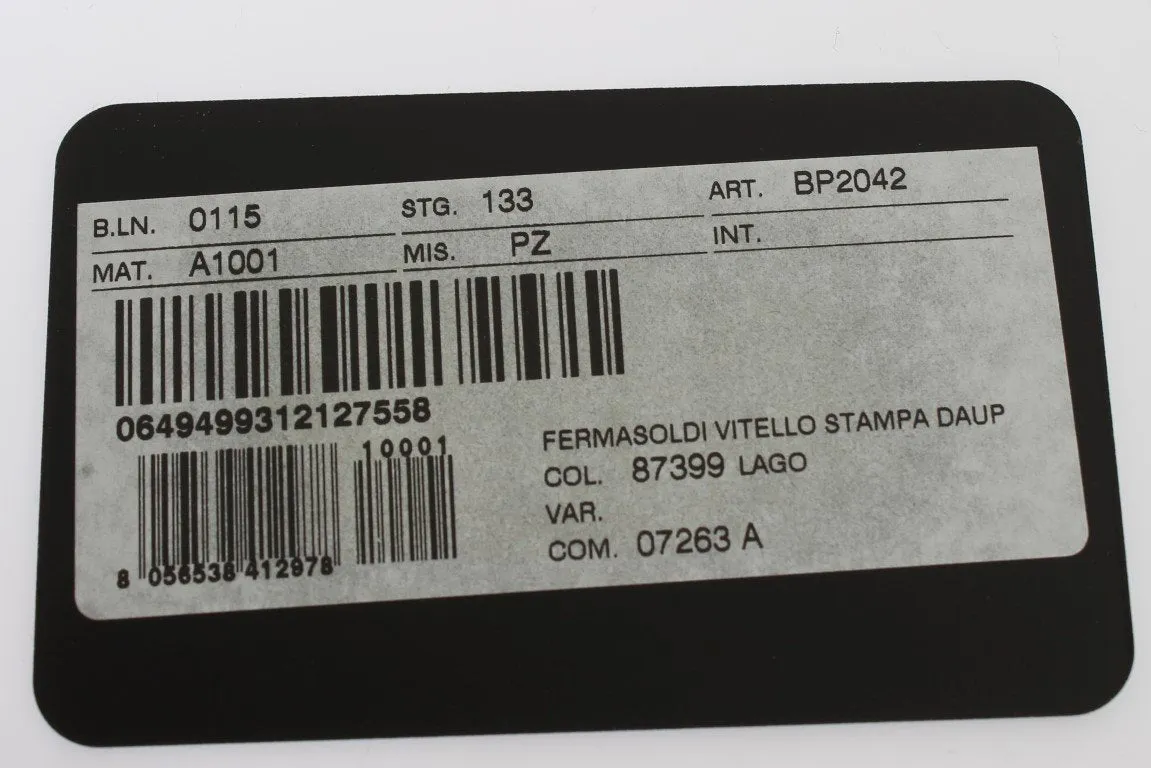 B.LN. 0115 STG. 133 ART. BP2042
MAT. A1001 MIS. PZ INT.
0649499312127558
10001
8 056538 412978
FERMASOLDI VITELLO STAMPA DAUP
COL. 87399 LAGO
VAR.
COM. 07263 A